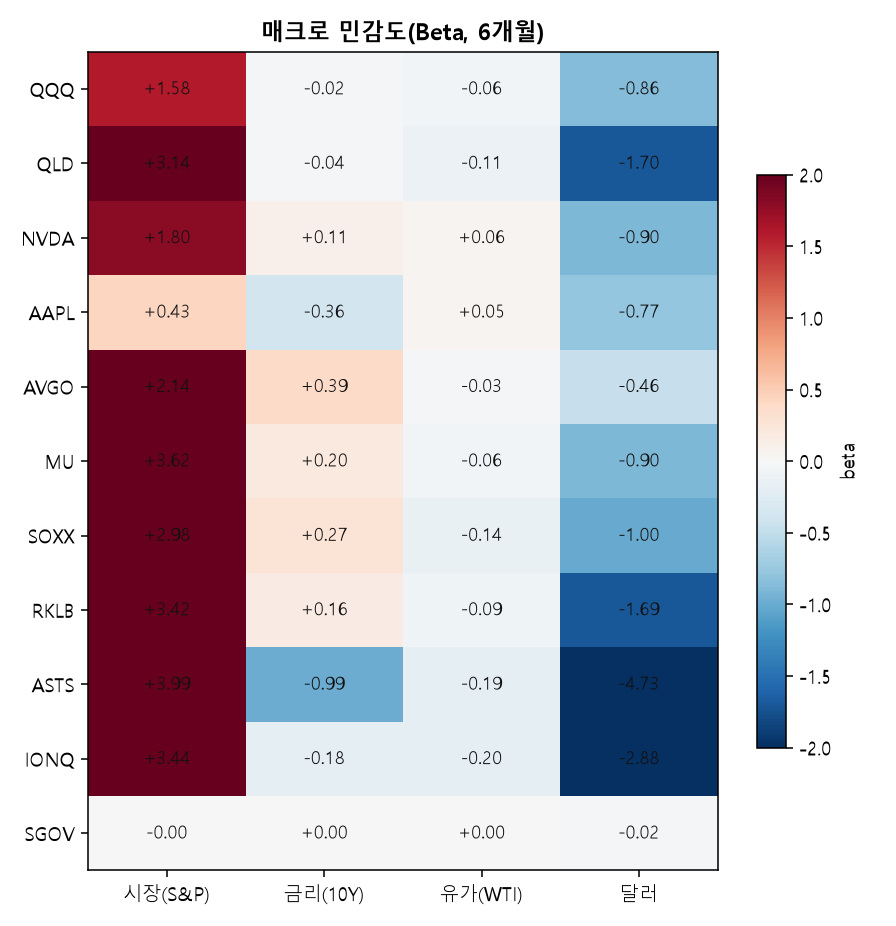 매크로 민감도(Beta, 6개월)
QQQ +1.58 -0.02 -0.06 -0.86
QLD +3.14 -0.04 -0.11 -1.70
NVDA +1.80 +0.11 +0.06 -0.90
AAPL +0.43 -0.36 +0.05 -0.77
AVGO +2.14 +0.39 -0.03 -0.46
MU +3.62 +0.20 -0.06 -0.90
SOXX +2.98 +0.27 -0.14 -1.00
RKLB +3.42 +0.16 -0.09 -1.69
ASTS +3.99 -0.99 -0.19 -4.73
IONQ +3.44 -0.18 -0.20 -2.88
SGOV -0.00 +0.00 +0.00 -0.02
시장(S&P) 금리(10Y) 유가(WTI) 달러
2.0
1.5
1.0
0.5
0.0
-0.5
-1.0
-1.5
-2.0
beta